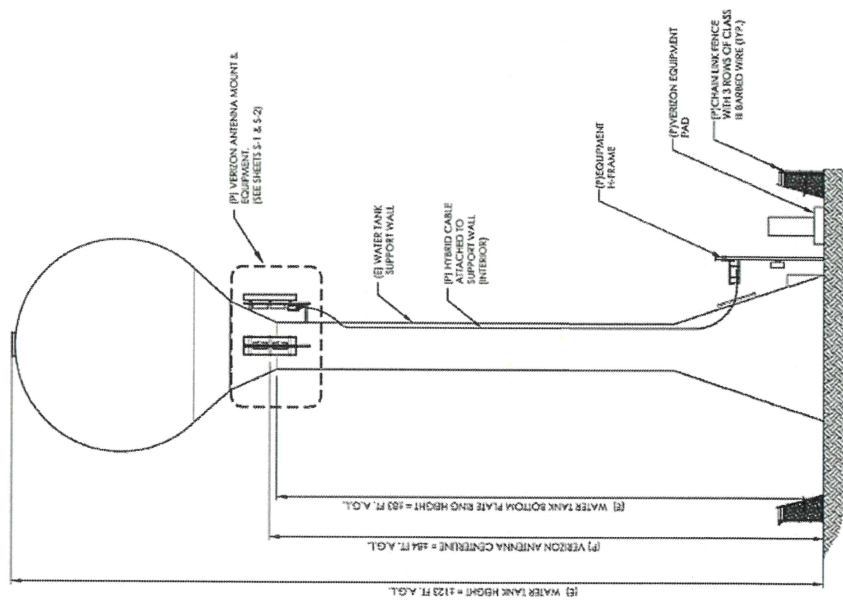 (P) VERIZON ANTENNA MOUNT &
EQUIPMENT.
(SEE SHEETS S-1 & S-2)
(E) WATER TANK
SUPPORT WALL
(P) HYBRID CABLE
ATTACHED TO
SUPPORT WALL
(INTERIOR)
(P)EQUIPMENT
H-FRAME
(P)VERIZON EQUIPMENT
PAD
(P)CHAIN LINK FENCE
WITH 3 ROWS OF CLASS
III BARBED WIRE (TYP.)
(E) WATER TANK BOTTOM PLATE RING HEIGHT = ±83 FT. A.G.L.
(P) VERIZON ANTENNA CENTERLINE = ±84 FT. A.G.L.
(E) WATER TANK HEIGHT = ±123 FT. A.G.L.